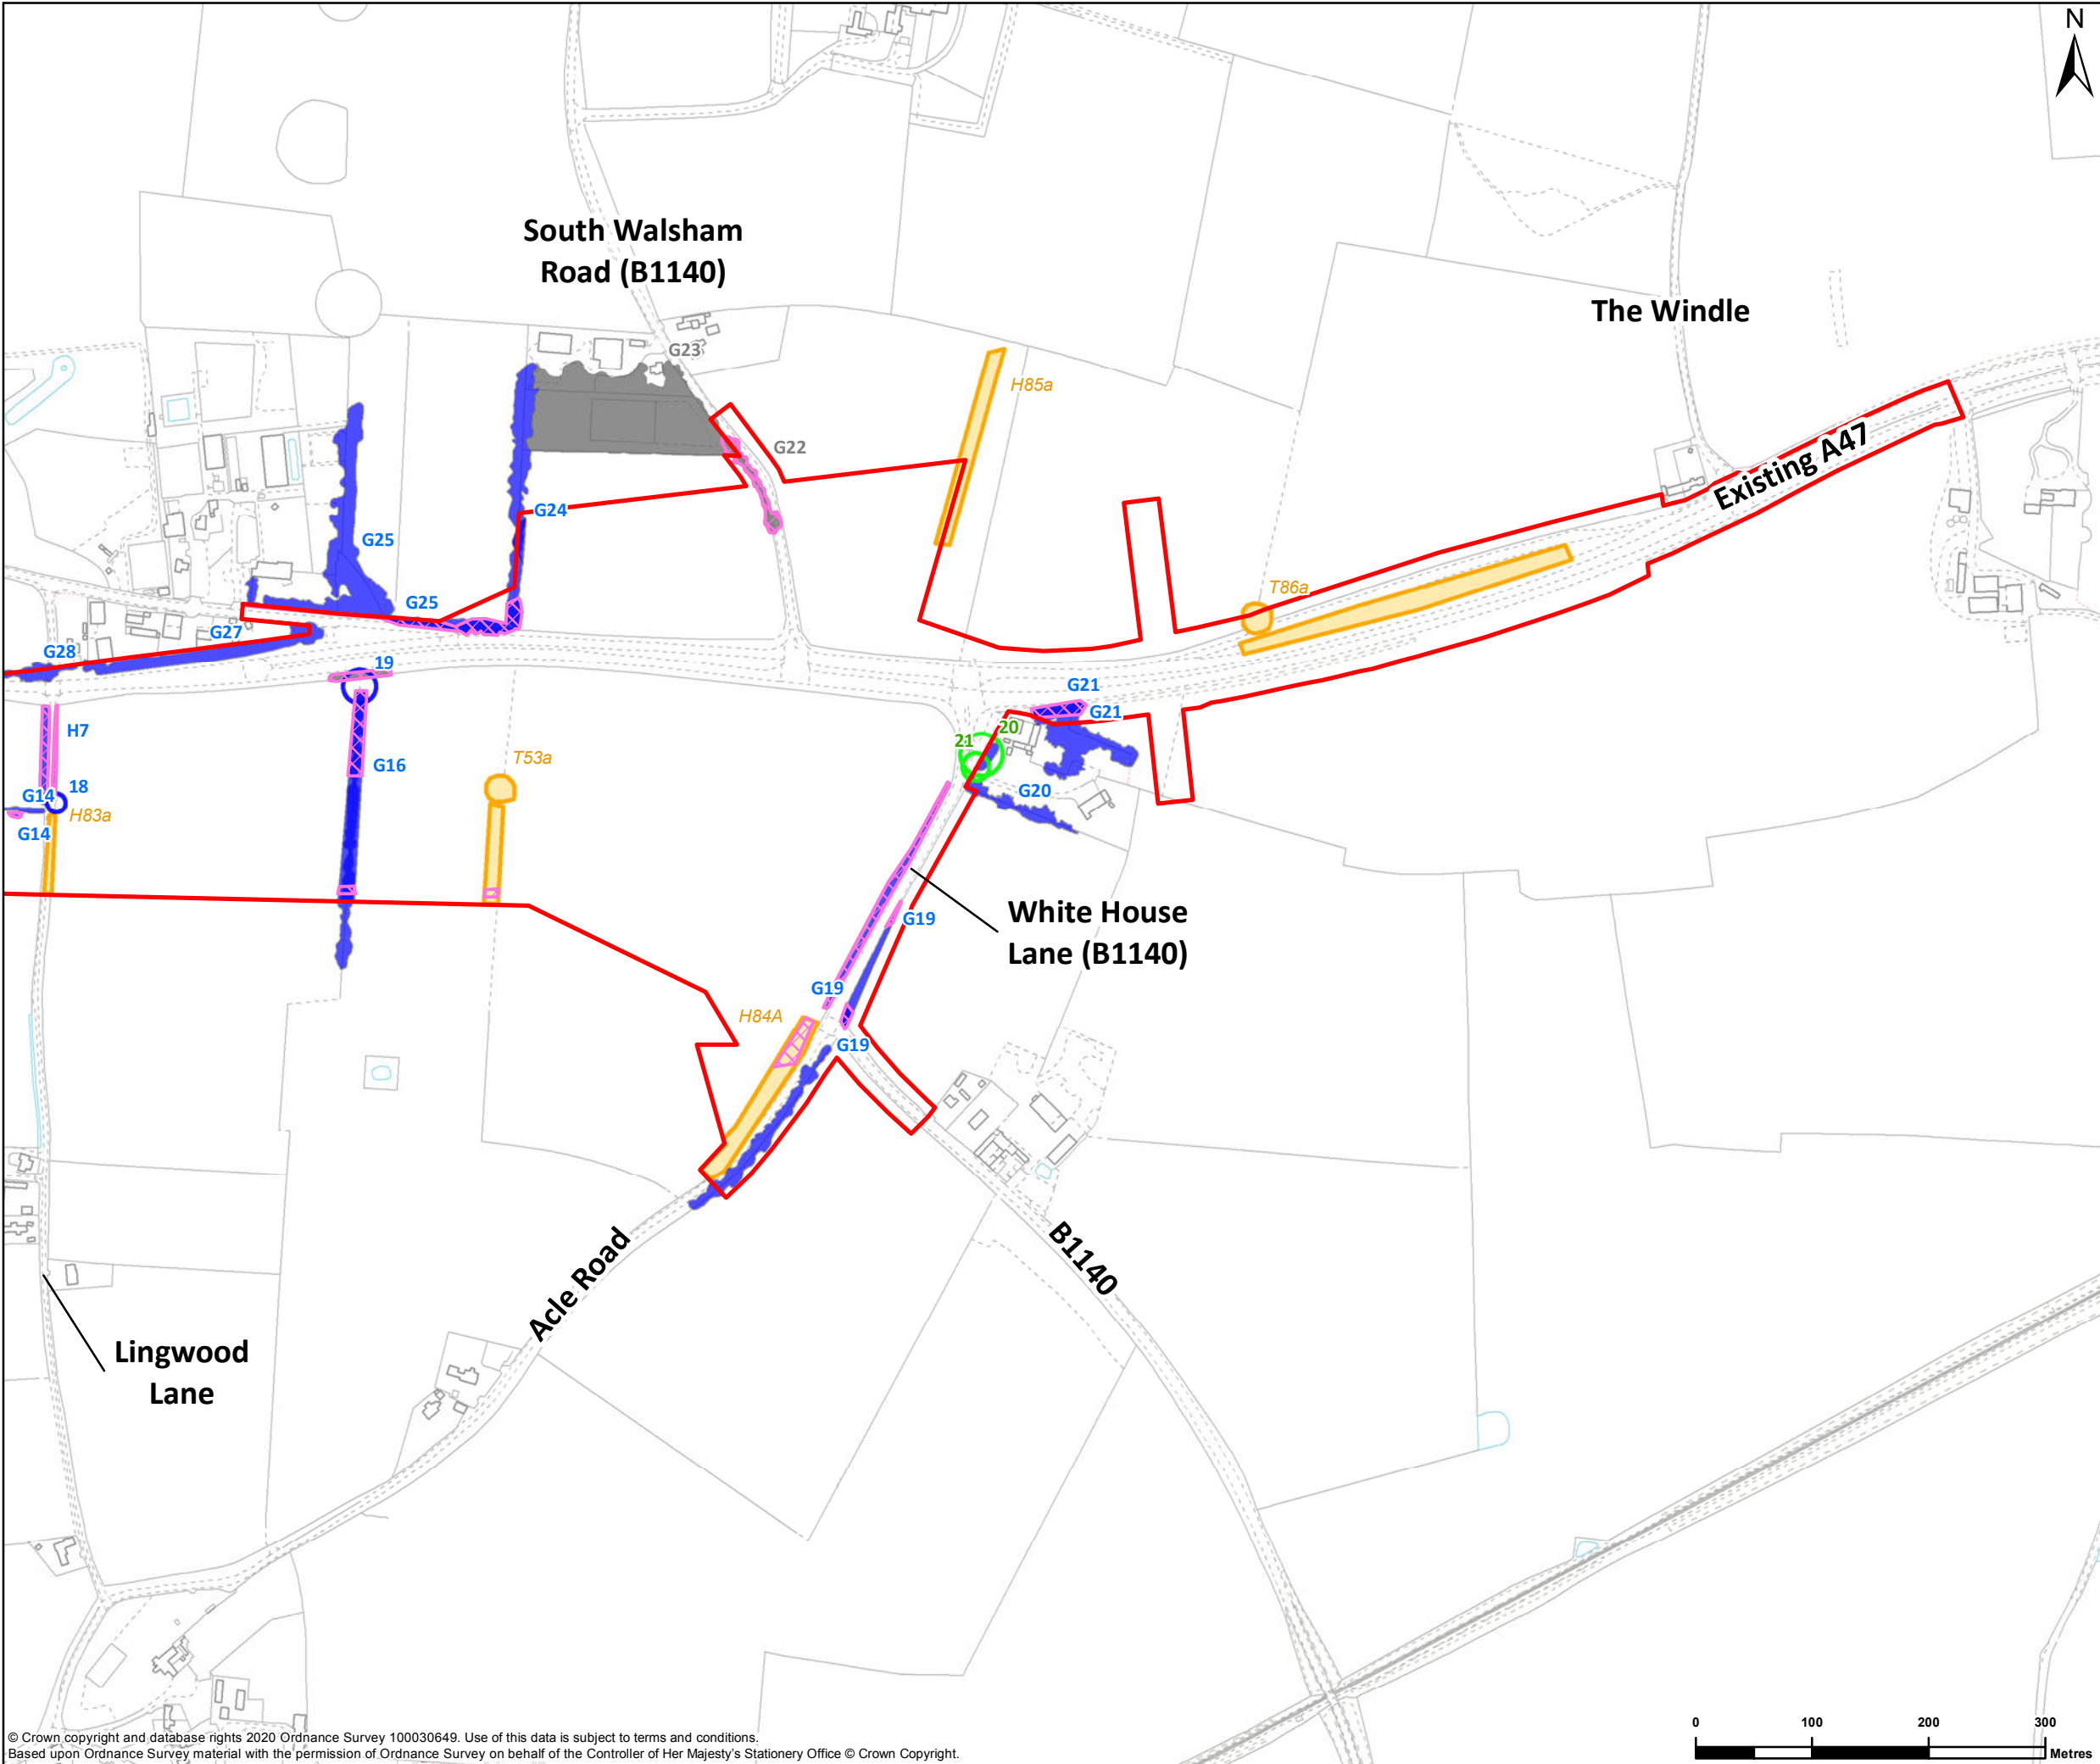 N
South Walsham
Road (B1140)
The Windle
G23
H85a
G22
Existing A47
G24
G25
T86a
G25
G27
G28
19
G21
G21
H7
20
21
T53a
G16
18
G14
G20
H83a
G14
White House
Lane (B1140)
G19
G19
H84A
G19
Acle Road
B1140
Lingwood
Lane
0 100 200 300
Metres
© Crown copyright and database rights 2020 Ordnance Survey 100030649. Use of this data is subject to terms and conditions.
Based upon Ordnance Survey material with the permission of Ordnance Survey on behalf of the Controller of Her Majesty's Stationery Office © Crown Copyright.